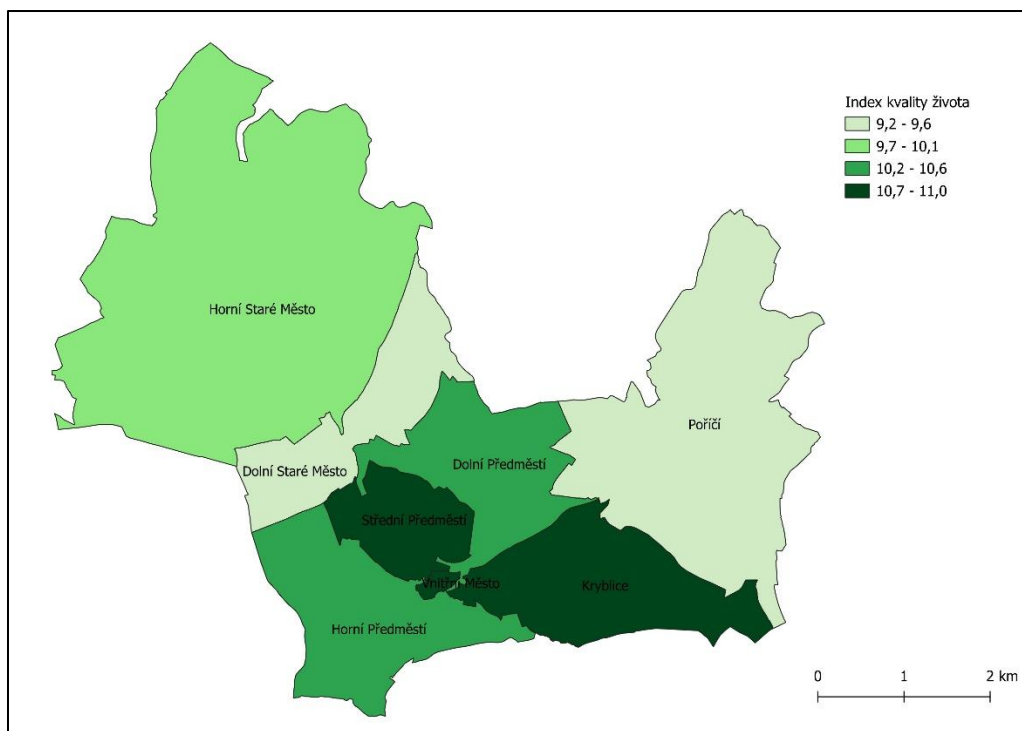 Index kvality života
9,2 - 9,6
9,7 - 10,1
10,2 - 10,6
10,7 - 11,0
Horní Staré Město
Poříčí
Dolní Staré Město
Dolní Předměstí
Střední Předměstí
Vnitřní Město
Kryblice
Horní Předměstí
0 1 2 km